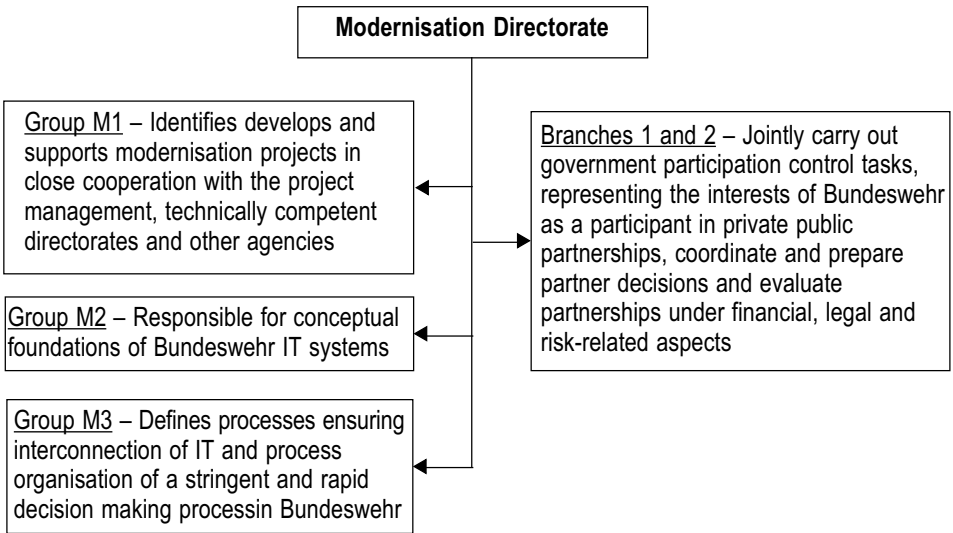 Modernisation Directorate
Group M1 – Identifies develops and
supports modernisation projects in
close cooperation with the project
management, technically competent
directorates and other agencies
Branches 1 and 2 – Jointly carry out
government participation control tasks,
representing the interests of Bundeswehr
as a participant in private public
partnerships, coordinate and prepare
partner decisions and evaluate
partnerships under financial, legal and
risk-related aspects
Group M2 – Responsible for conceptual
foundations of Bundeswehr IT systems
Group M3 – Defines processes ensuring
interconnection of IT and process
organisation of a stringent and rapid
decision making processin Bundeswehr